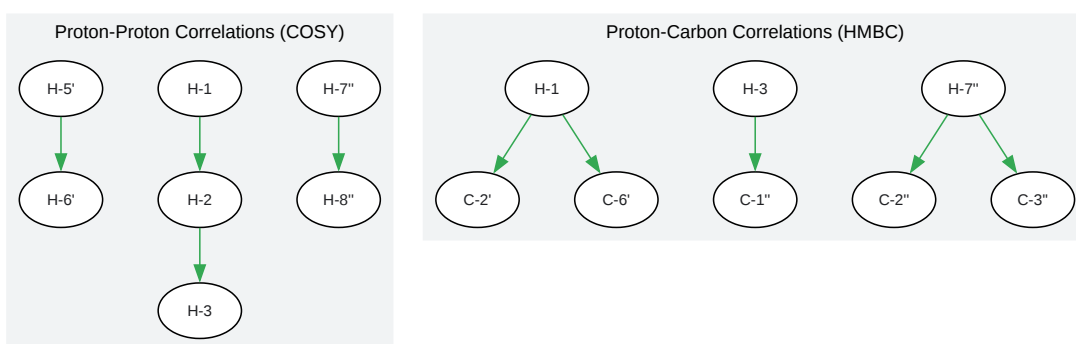 Proton-Proton Correlations (COSY)
H-5'
H-1
H-7"
H-6'
H-2
H-8"
H-3
Proton-Carbon Correlations (HMBC)
H-1
H-3
H-7"
C-2'
C-6'
C-1"
C-2"
C-3"